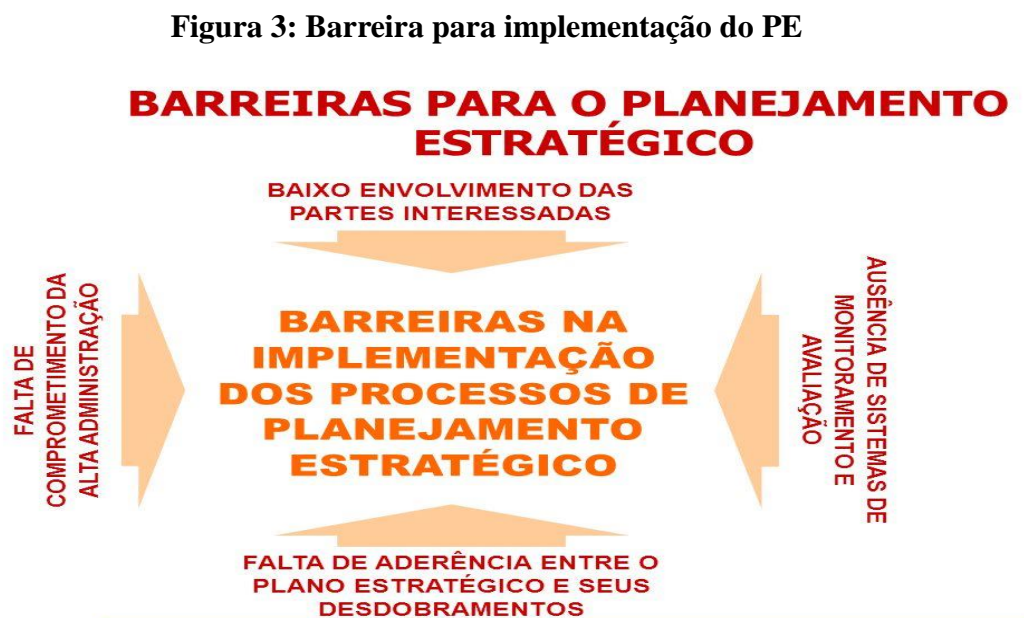 Figura 3: Barreira para implementação do PE
BARREIRAS PARA O PLANEJAMENTO
ESTRATÉGICO
BAIXO ENVOLVIMENTO DAS
PARTES INTERESSADAS
FALTA DE
COMPROMETIMENTO DA
ALTA ADMINISTRAÇÃO
BARREIRAS NA
IMPLEMENTAÇÃO
DOS PROCESSOS DE
PLANEJAMENTO
ESTRATÉGICO
AUSÊNCIA DE SISTEMAS DE
MONITORAMENTO E
AVALIAÇÃO
FALTA DE ADERÊNCIA ENTRE O
PLANO ESTRATÉGICO E SEUS
DESDOBRAMENTOS